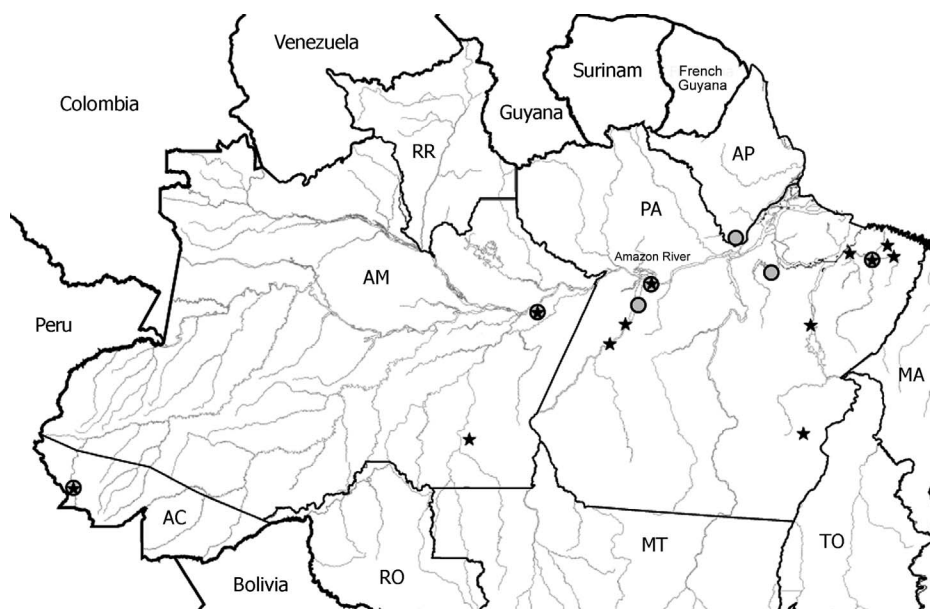 Venezuela
Surinam
French
Guyana
Colombia
Guyana
RR
AP
PA
Amazon River
AM
Peru
MA
AC
MT
TO
Bolivia
RO